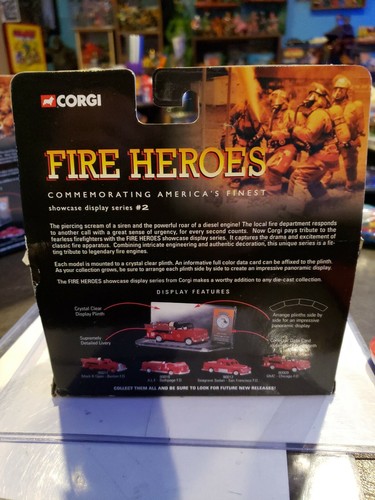 CORGI
FIRE HEROES
COMMEMORATING AMERICA'S FINEST
showcase display series #2
The piercing scream of a siren and the powerful roar of a diesel engine! The local fire department responds
to another call with a great sense of urgency, for every second counts. Now Corgi pays tribute to the
fearless firefighters with the FIRE HEROES showcase display series. It captures the drama and excitement of
classic fire apparatus. Combining intricate engineering and authentic decoration, this unique series is a fit-
ting tribute to legendary fire engines.
Each model is mounted to a crystal clear plinth. An informative full color data card can be affixed to the plinth.
As your collection grows, be sure to arrange each plinth side by side to create an impressive panoramic display.
The FIRE HEROES showcase display series from Corgi makes a worthy addition to any die-cast collection.
DISPLAY FEATURES
Crystal Clear
Display Plinth
Arrange plinths side by
side for an impressive
panoramic display
Supremely
Detailed Livery
Collector Data Card
COLLECT THEM ALL AND BE SURE TO LOOK FOR FUTURE NEW RELEASES!